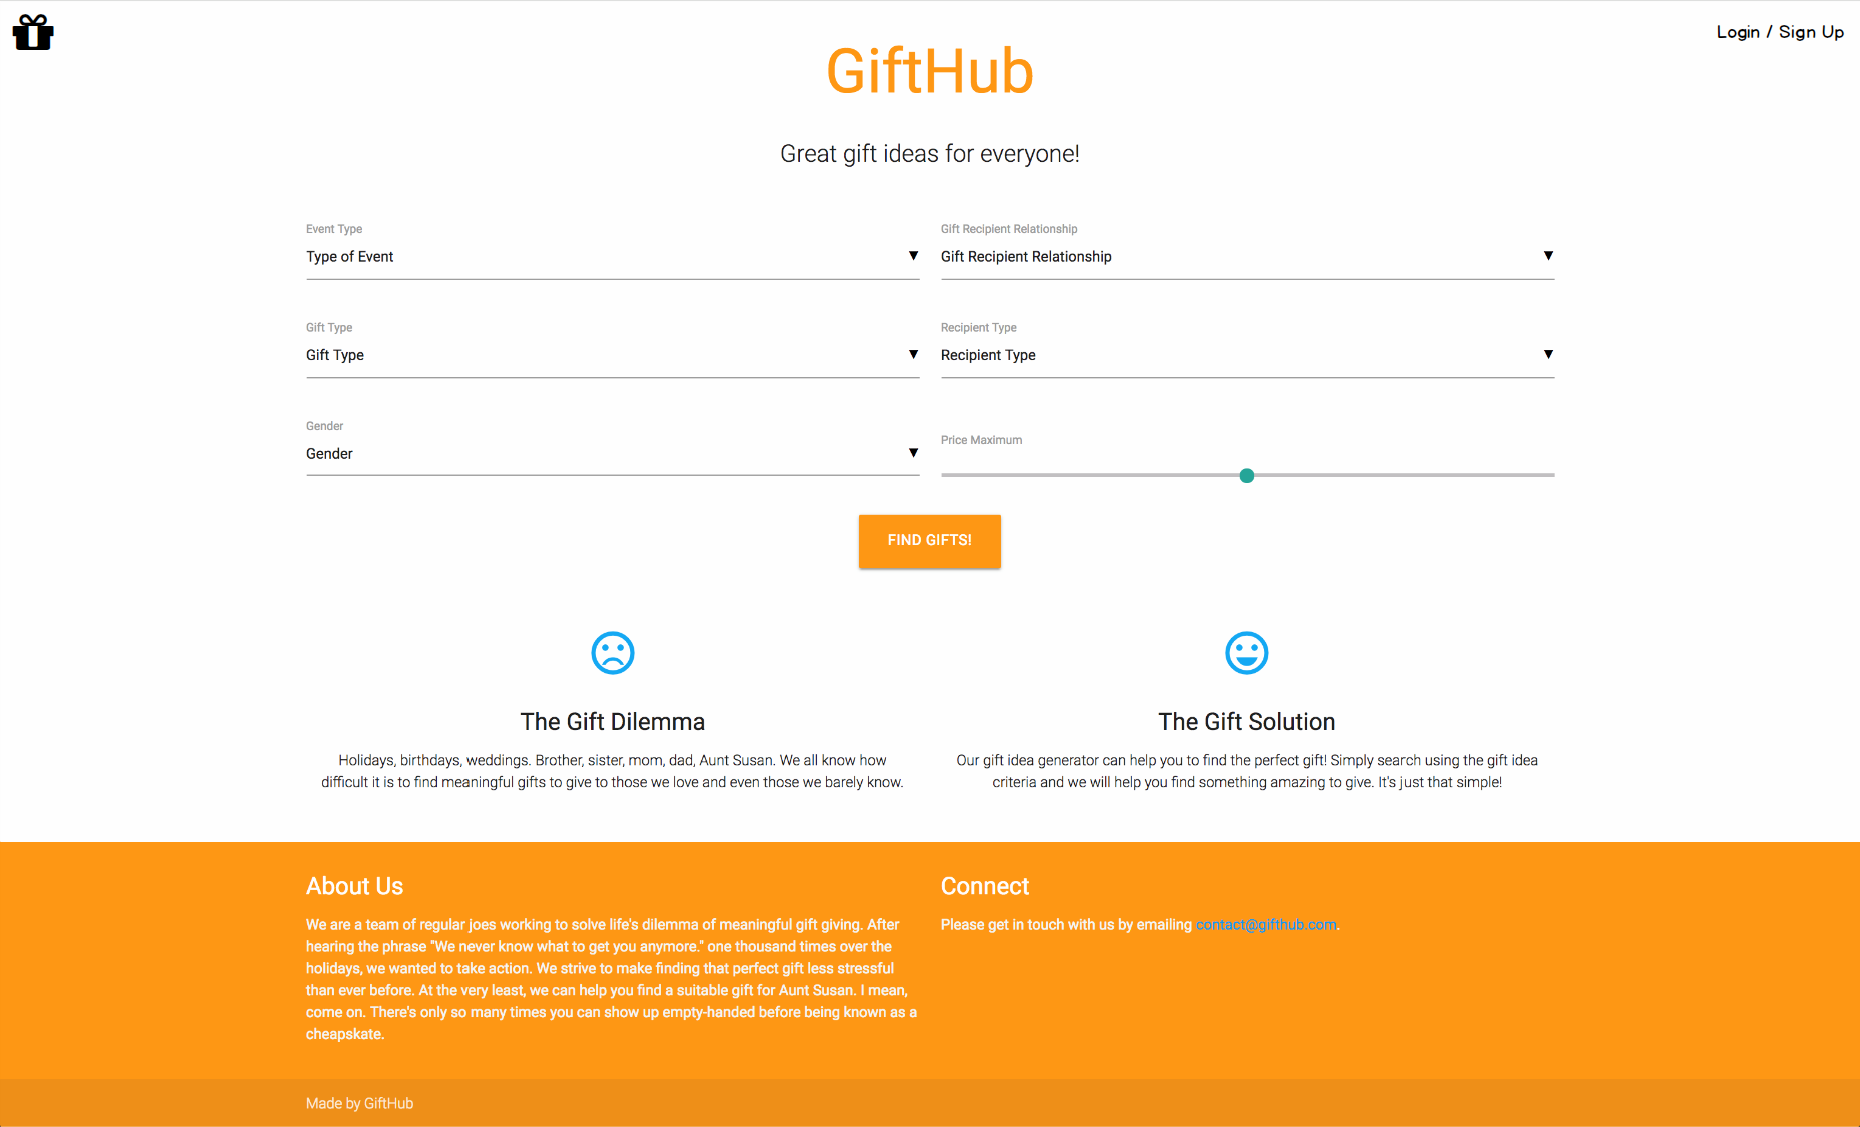 Login / Sign Up
GiftHub
Great gift ideas for everyone!
Event Type
Type of Event
Gift Recipient Relationship
Gift Recipient Relationship
Gift Type
Gift Type
Recipient Type
Recipient Type
Gender
Gender
Price Maximum
FIND GIFTS!
The Gift Dilemma
Holidays, birthdays, weddings. Brother, sister, mom, dad, Aunt Susan. We all know how
difficult it is to find meaningful gifts to give to those we love and even those we barely know.
The Gift Solution
Our gift idea generator can help you to find the perfect gift! Simply search using the gift idea
criteria and we will help you find something amazing to give. It's just that simple!
About Us
We are a team of regular joes working to solve life's dilemma of meaningful gift giving. After
hearing the phrase "We never know what to get you anymore." one thousand times over the
holidays, we wanted to take action. We strive to make finding that perfect gift less stressful
than ever before. At the very least, we can help you find a suitable gift for Aunt Susan. I mean,
come on. There's only so many times you can show up empty-handed before being known as a
cheapskate.
Connect
Please get in touch with us by emailing contact@gifthub.com.
Made by GiftHub